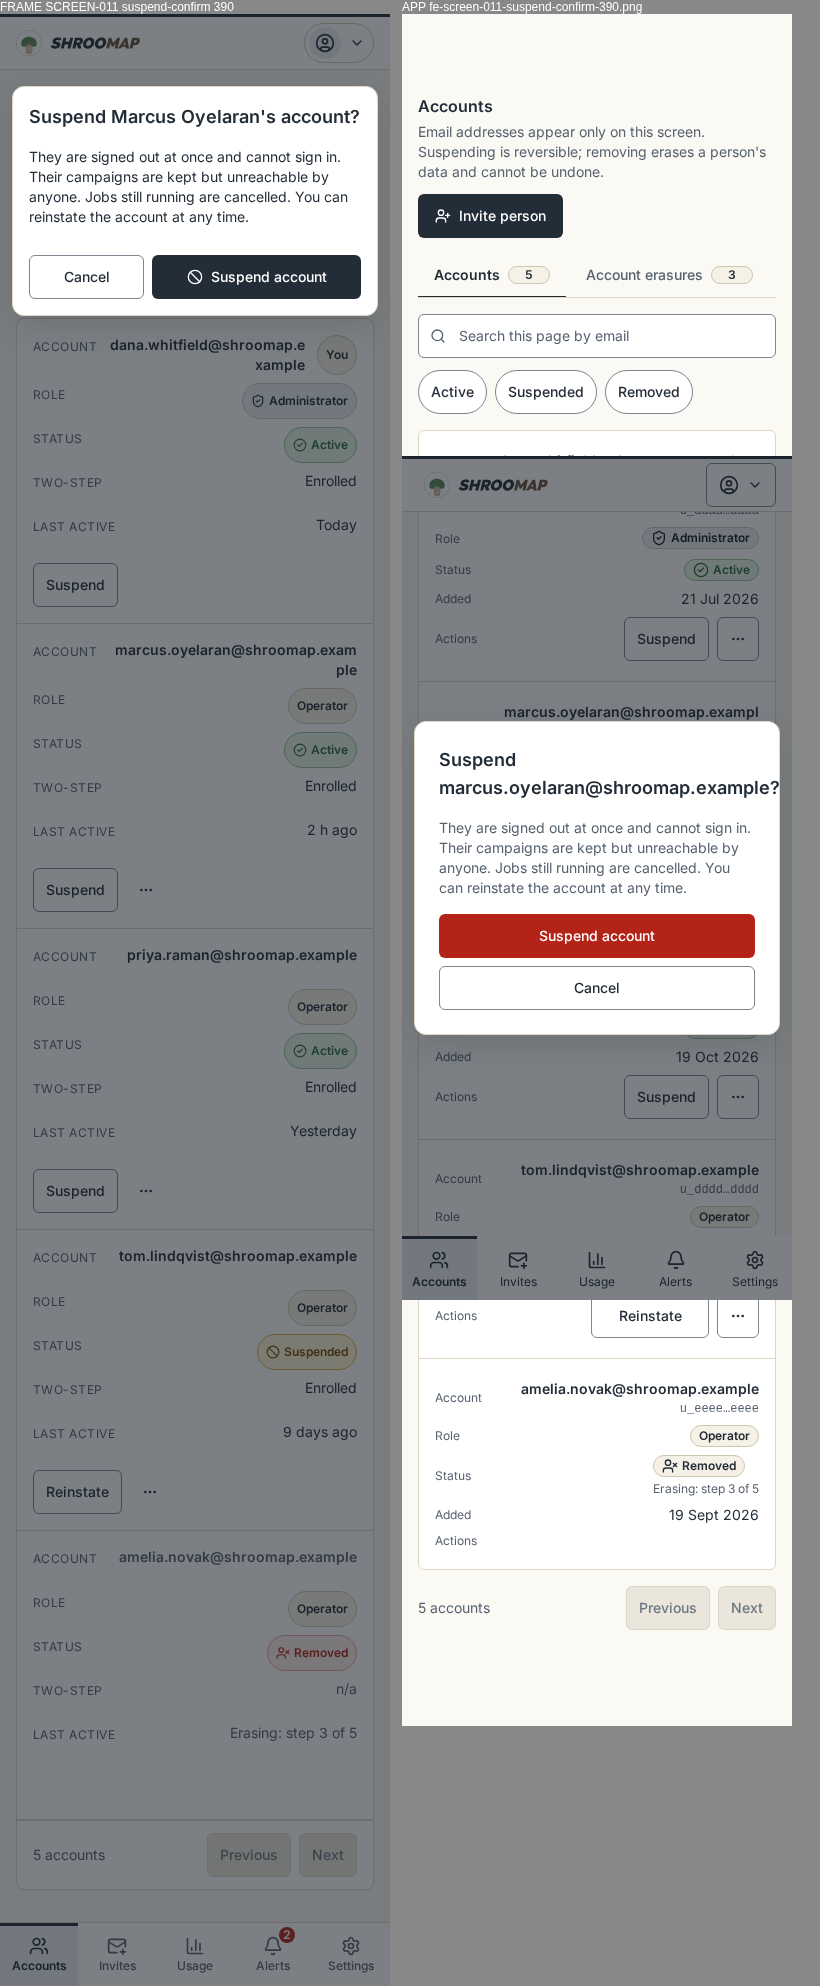 FRAME SCREEN-011 suspend-confirm 390
SHROOMAP
Suspend Marcus Oyelaran's account?
They are signed out at once and cannot sign in.
Their campaigns are kept but unreachable by
anyone. Jobs still running are cancelled. You can
reinstate the account at any time.
Cancel
Suspend account
ACCOUNT
dana.whitfield@shroomap.e
xample
You
ROLE
Administrator
STATUS
Active
TWO-STEP
Enrolled
LAST ACTIVE
Today
Suspend
ACCOUNT
marcus.oyelaran@shroomap.exam
ple
ROLE
Operator
STATUS
Active
TWO-STEP
Enrolled
LAST ACTIVE
2 h ago
Suspend
...
ACCOUNT
priya.raman@shroomap.example
ROLE
Operator
STATUS
Active
TWO-STEP
Enrolled
LAST ACTIVE
Yesterday
Suspend
...
ACCOUNT
tom.lindqvist@shroomap.example
ROLE
Operator
STATUS
Suspended
TWO-STEP
Enrolled
LAST ACTIVE
9 days ago
Reinstate
...
ACCOUNT
amelia.novak@shroomap.example
ROLE
Operator
STATUS
Removed
TWO-STEP
n/a
LAST ACTIVE
Erasing: step 3 of 5
5 accounts
Previous
Next
Accounts
Invites
Usage
2
Alerts
Settings
APP fe-screen-011-suspend-confirm-390.png
Accounts
Email addresses appear only on this screen.
Suspending is reversible; removing erases a person's
data and cannot be undone.
Invite person
Accounts 5
Account erasures 3
Search this page by email
Active
Suspended
Removed
SHROOMAP
Role
Administrator
Status
Active
Added
21 Jul 2026
Actions
Suspend
...
marcus.oyelaran@shroomap.exampl
Suspend
marcus.oyelaran@shroomap.example?
They are signed out at once and cannot sign in.
Their campaigns are kept but unreachable by
anyone. Jobs still running are cancelled. You
can reinstate the account at any time.
Suspend account
Cancel
Added
19 Oct 2026
Actions
Suspend
...
Account
tom.lindqvist@shroomap.example
u_dddd…dddd
Role
Operator
Accounts
Invites
Usage
Alerts
Settings
Actions
Reinstate
...
Account
amelia.novak@shroomap.example
u_eeee…eeee
Role
Operator
Status
Removed
Erasing: step 3 of 5
Added
19 Sept 2026
Actions
5 accounts
Previous
Next